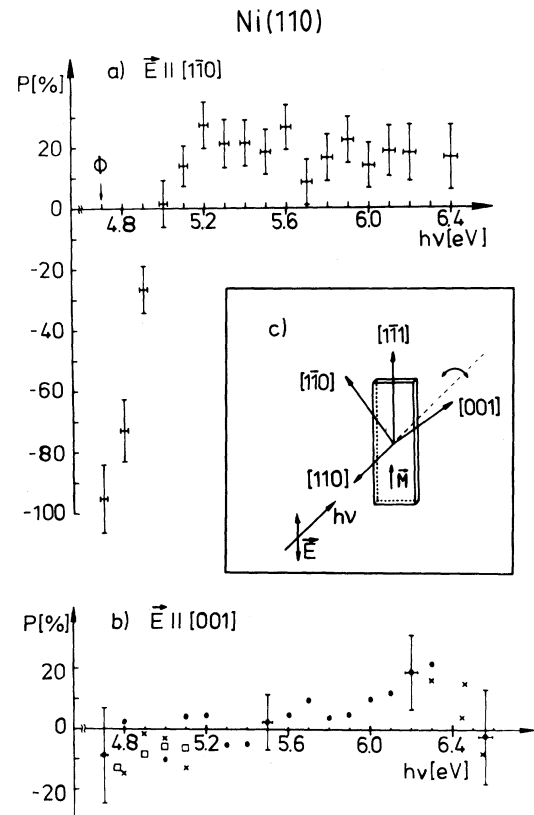 Ni(110)
a) E⃗ || [11̄0]
P[%]
20
Φ
0
4.8 5.2 5.6 6.0 6.4
hν[eV]
-20
-40
-60
-80
-100
c)
[11̄1]
[11̄0]
[001]
[110]
M⃗
hν
E⃗
P[%]
b) E⃗ || [001]
20
0
4.8 5.2 5.6 6.0 6.4
hν[eV]
-20